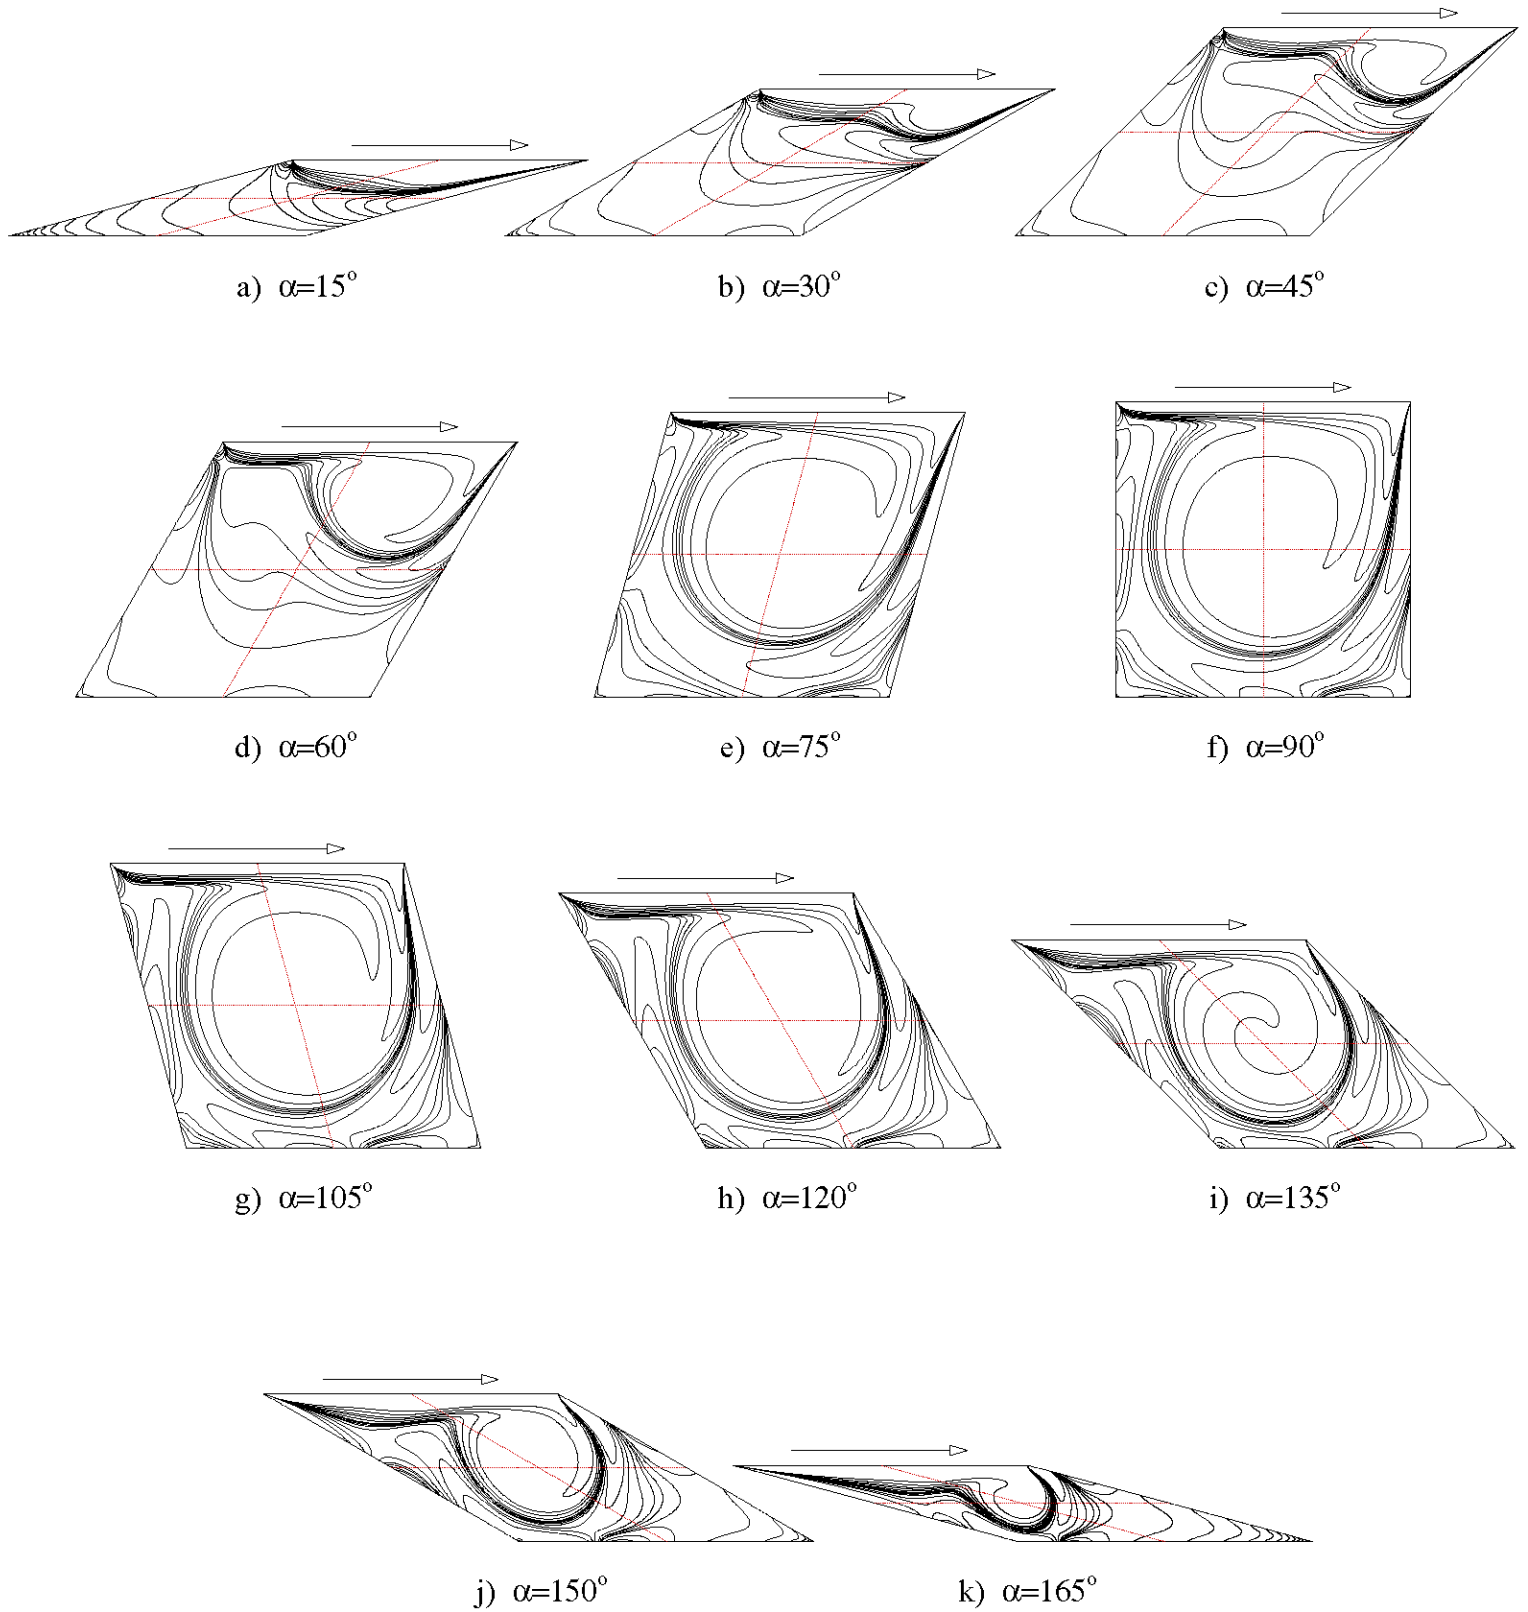 a) α=15°
b) α=30°
c) α=45°
d) α=60°
e) α=75°
f) α=90°
g) α=105°
h) α=120°
i) α=135°
j) α=150°
k) α=165°